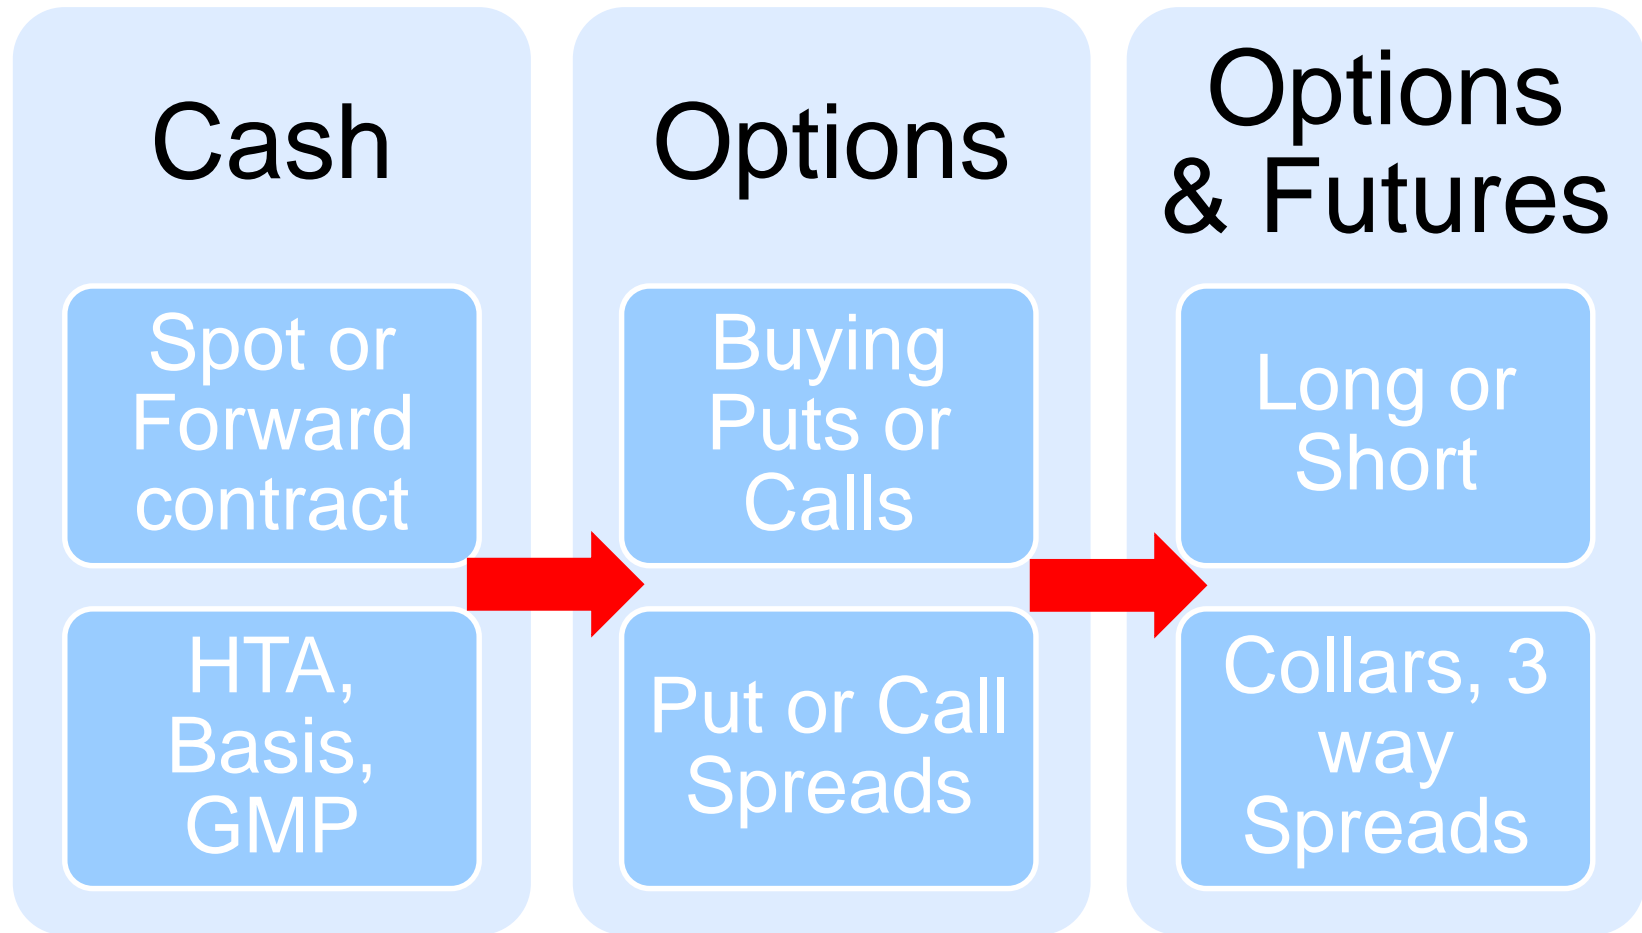 Cash
Spot or
Forward
contract
HTA,
Basis,
GMP
Options
Buying
Puts or
Calls
Put or Call
Spreads
Options
& Futures
Long or
Short
Collars, 3
way
Spreads